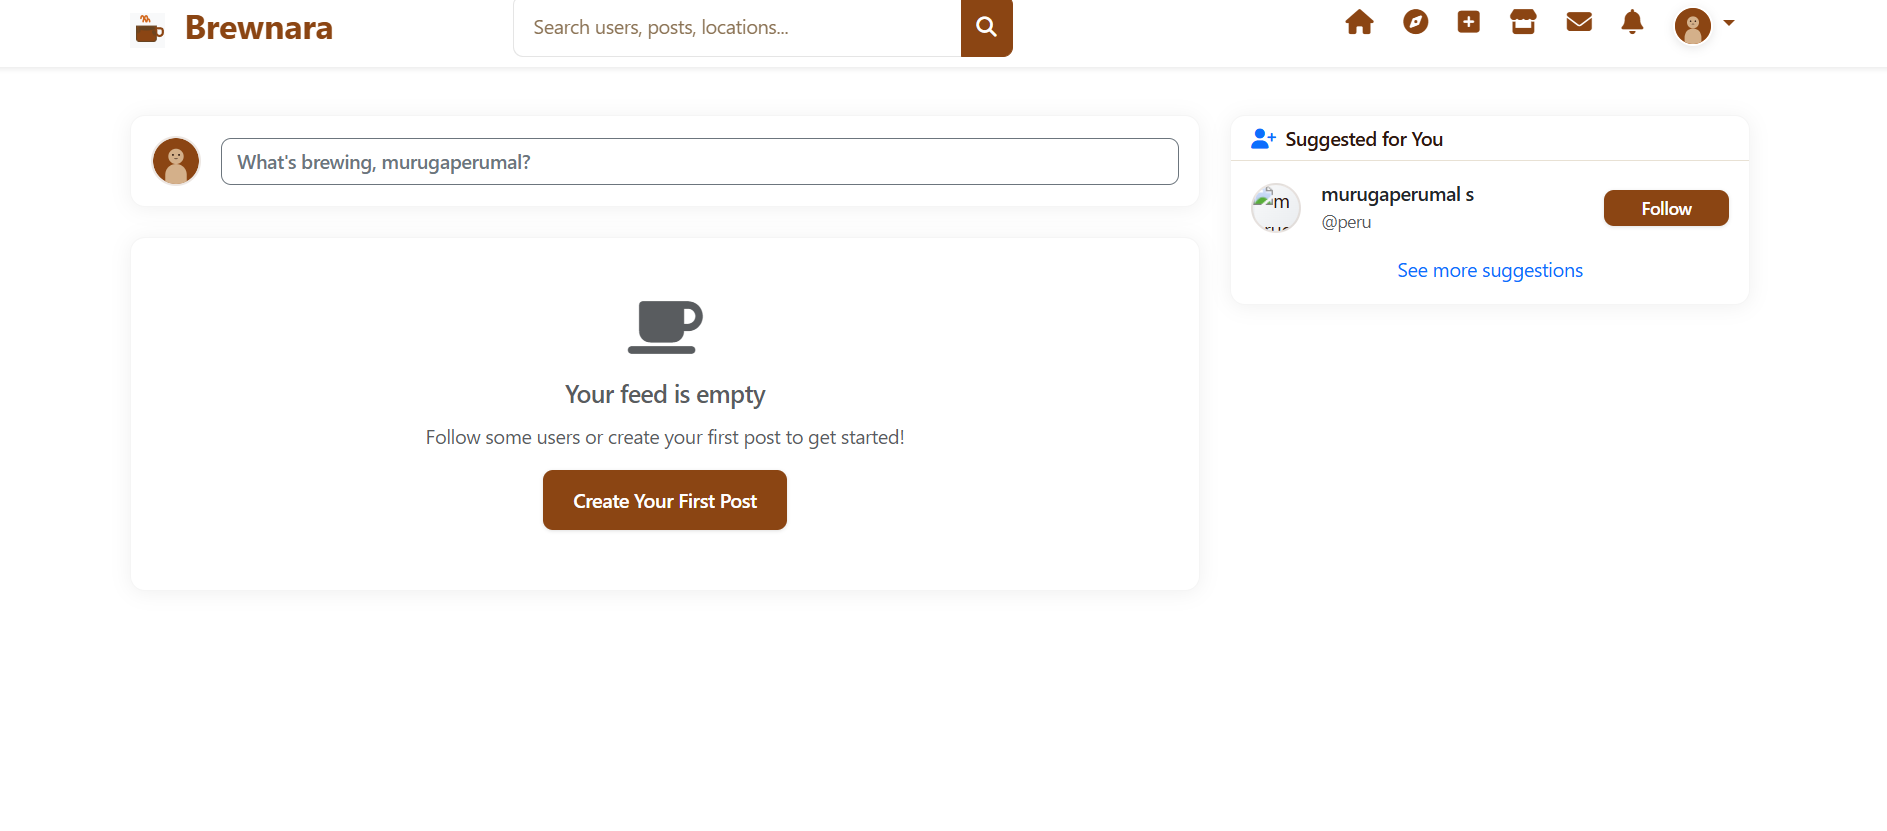 Brewnara
Search users, posts, locations...
What's brewing, murugaperumal?
Suggested for You
murugaperumal s
@peru
Follow
See more suggestions
Your feed is empty
Follow some users or create your first post to get started!
Create Your First Post